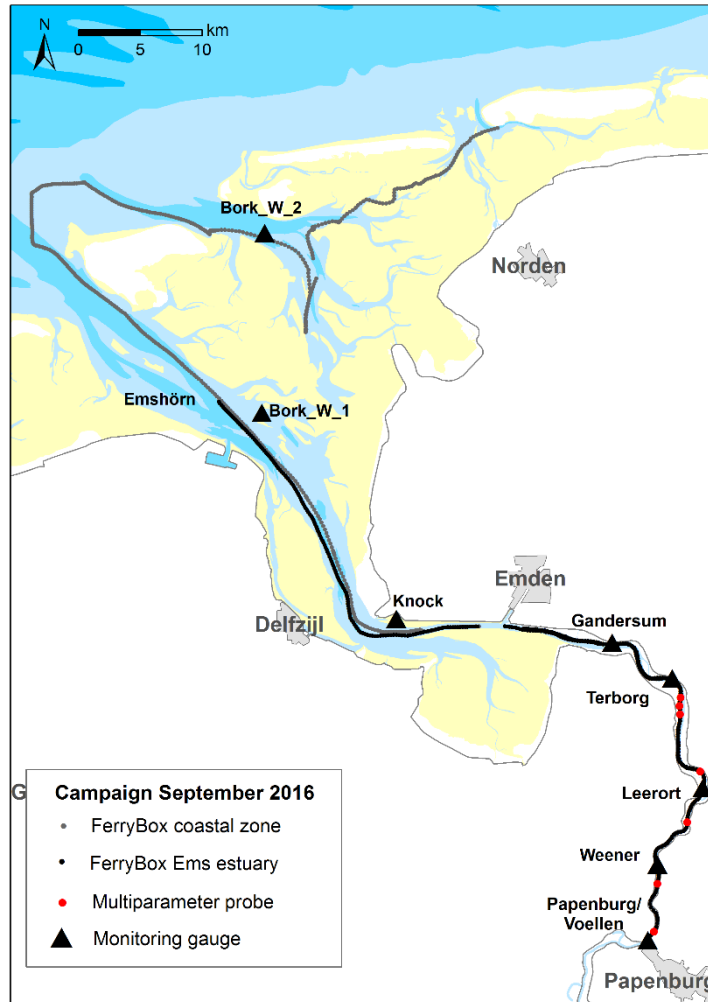 N
km
0 5 10
Bork_W_2
Norden
Emshörn
Bork_W_1
Knock
Emden
Delfzijl
Gandersum
Terborg
G
Campaign September 2016
FerryBox coastal zone
FerryBox Ems estuary
Multiparameter probe
Monitoring gauge
Leerort
Weener
Papenburg/
Voellen
Papenburg